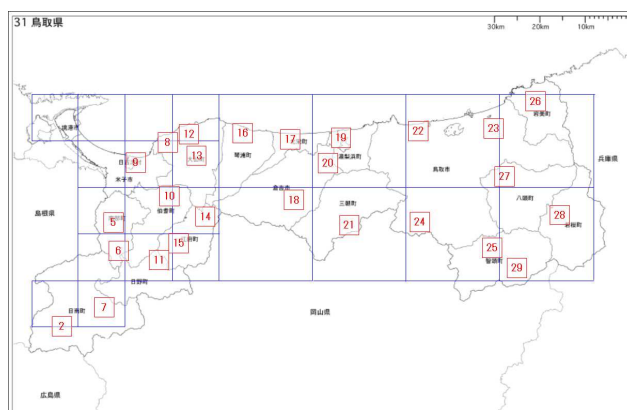 31 鳥取県
30km 20km 10km 0km
26
境港市
岩美町
12 16 22 23
8 17 19
琴浦町
9 13 湯梨浜町 鳥取市 兵庫県
20
米子市
27
倉吉市 八頭町
10 18 三朝町
島根県 伯耆町 14 28
5 21 24 若桜町
15 江府町
6 11 25
智頭町
29
日野町
7
日南町
2 岡山県
広島県